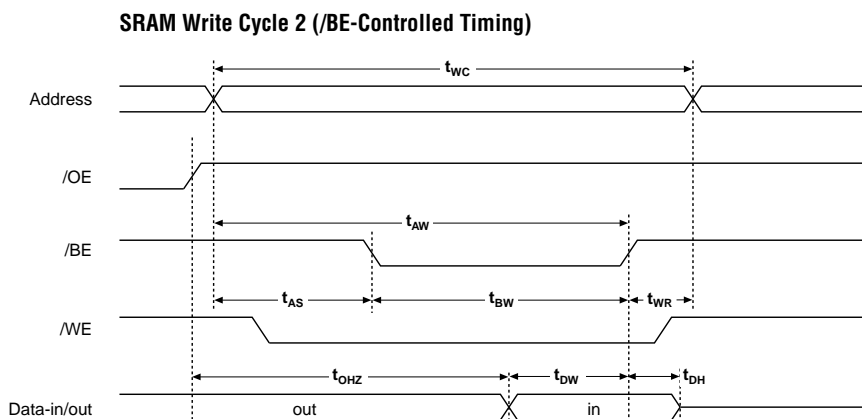 SRAM Write Cycle 2 (/BE-Controlled Timing)
tWC
Address
/OE
tAW
/BE
tAS tBW tWR
/WE
tOHZ tDW tDH
Data-in/out out in